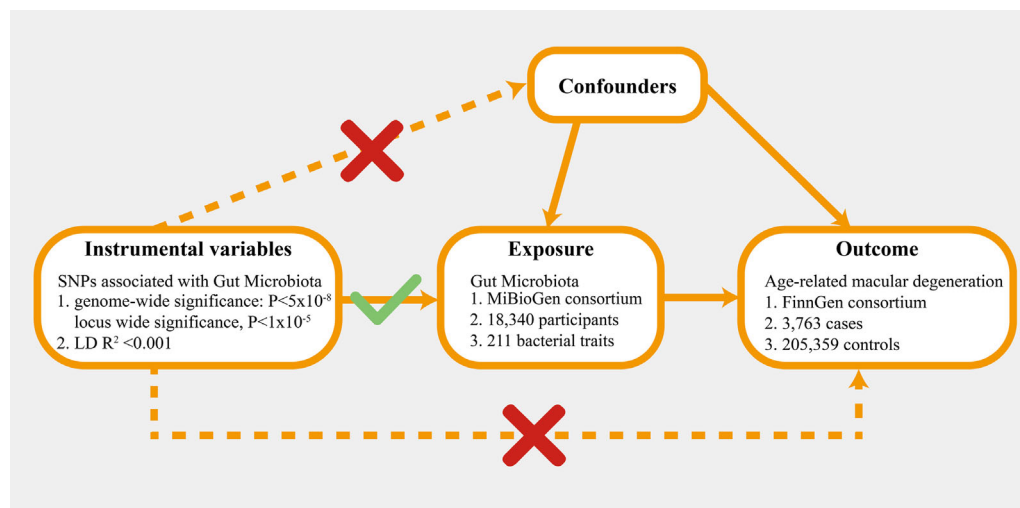 Confounders
Instrumental variables
SNPs associated with Gut Microbiota
1. genome-wide significance: P<5x10⁻⁸
locus wide significance, P<1x10⁻⁵
2. LD R² <0.001
Exposure
Gut Microbiota
1. MiBioGen consortium
2. 18,340 participants
3. 211 bacterial traits
Outcome
Age-related macular degeneration
1. FinnGen consortium
2. 3,763 cases
3. 205,359 controls